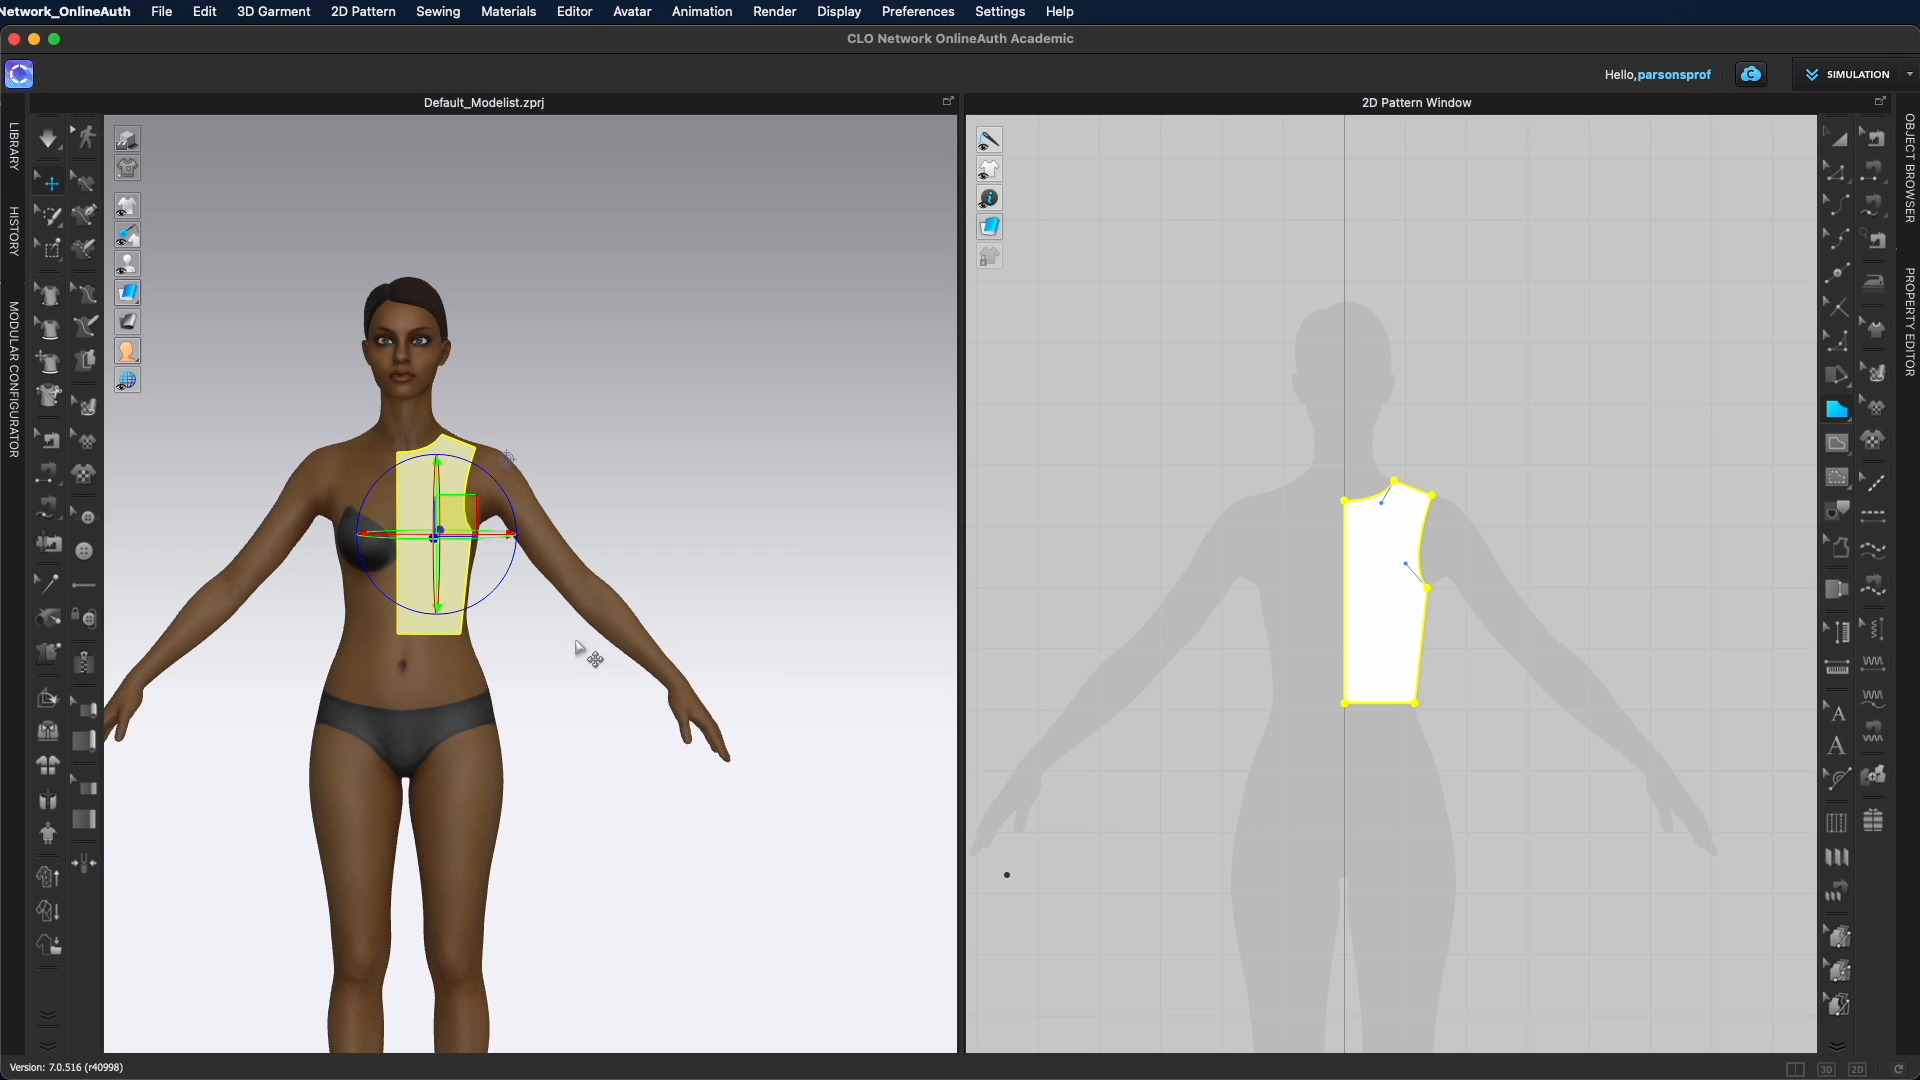 Network_OnlineAuth File Edit 3D Garment 2D Pattern Sewing Materials Editor Avatar Animation Render Display Preferences Settings Help
CLO Network OnlineAuth Academic
Hello,parsonsprof
SIMULATION
Default_Modelist.zprj
2D Pattern Window
LIBRARY
HISTORY
MODULAR CONFIGURATOR
OBJECT BROWSER
PROPERTY EDITOR
A
A
Version: 7.0.516 (r40998)
3D 2D